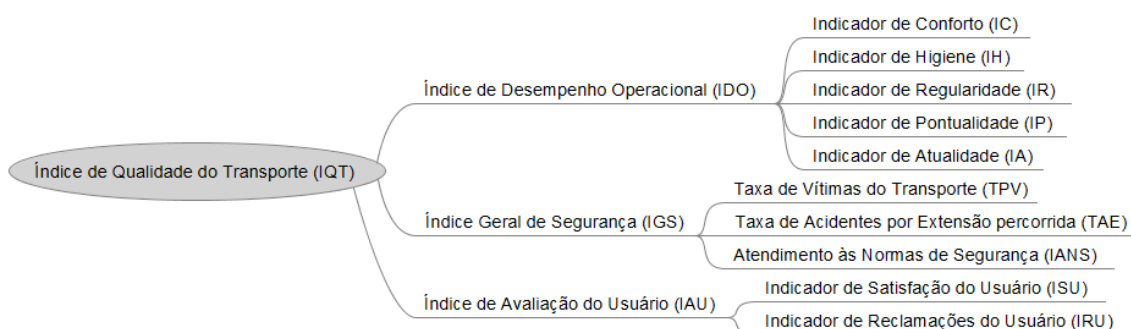 Índice de Qualidade do Transporte (IQT)
Índice de Desempenho Operacional (IDO)
Indicador de Conforto (IC)
Indicador de Higiene (IH)
Indicador de Regularidade (IR)
Indicador de Pontualidade (IP)
Indicador de Atualidade (IA)
Índice Geral de Segurança (IGS)
Taxa de Vítimas do Transporte (TPV)
Taxa de Acidentes por Extensão percorrida (TAE)
Atendimento às Normas de Segurança (IANS)
Índice de Avaliação do Usuário (IAU)
Indicador de Satisfação do Usuário (ISU)
Indicador de Reclamações do Usuário (IRU)